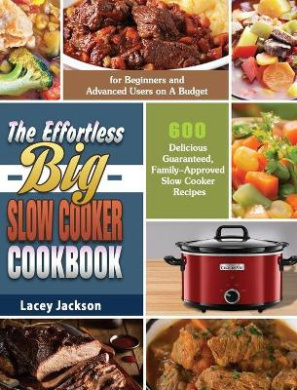 for Beginners and
Advanced Users on A Budget
The Effortless
Big
SLOW COOKER
COOKBOOK
Lacey Jackson
600
Delicious
Guaranteed,
Family-Approved
Slow Cooker
Recipes